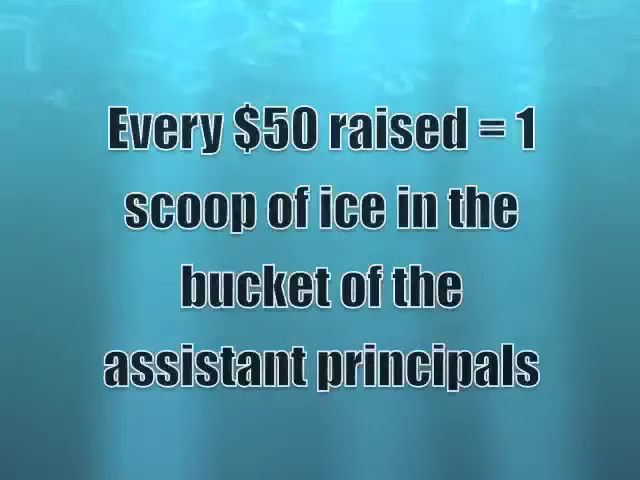 Every $50 raised = 1
scoop of ice in the
bucket of the
assistant principals